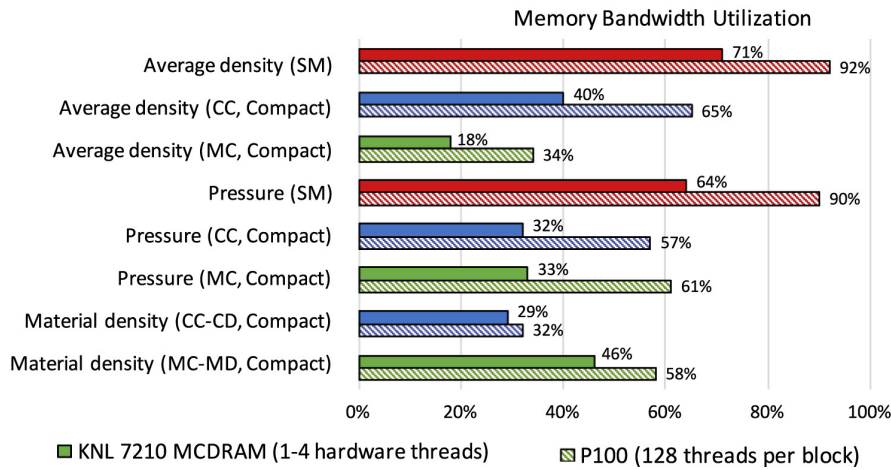 Memory Bandwidth Utilization
Average density (SM)
71%
92%
Average density (CC, Compact)
40%
65%
Average density (MC, Compact)
18%
34%
Pressure (SM)
64%
90%
Pressure (CC, Compact)
32%
57%
Pressure (MC, Compact)
33%
61%
Material density (CC-CD, Compact)
29%
32%
Material density (MC-MD, Compact)
46%
58%
0% 20% 40% 60% 80% 100%
KNL 7210 MCDRAM (1-4 hardware threads)
P100 (128 threads per block)